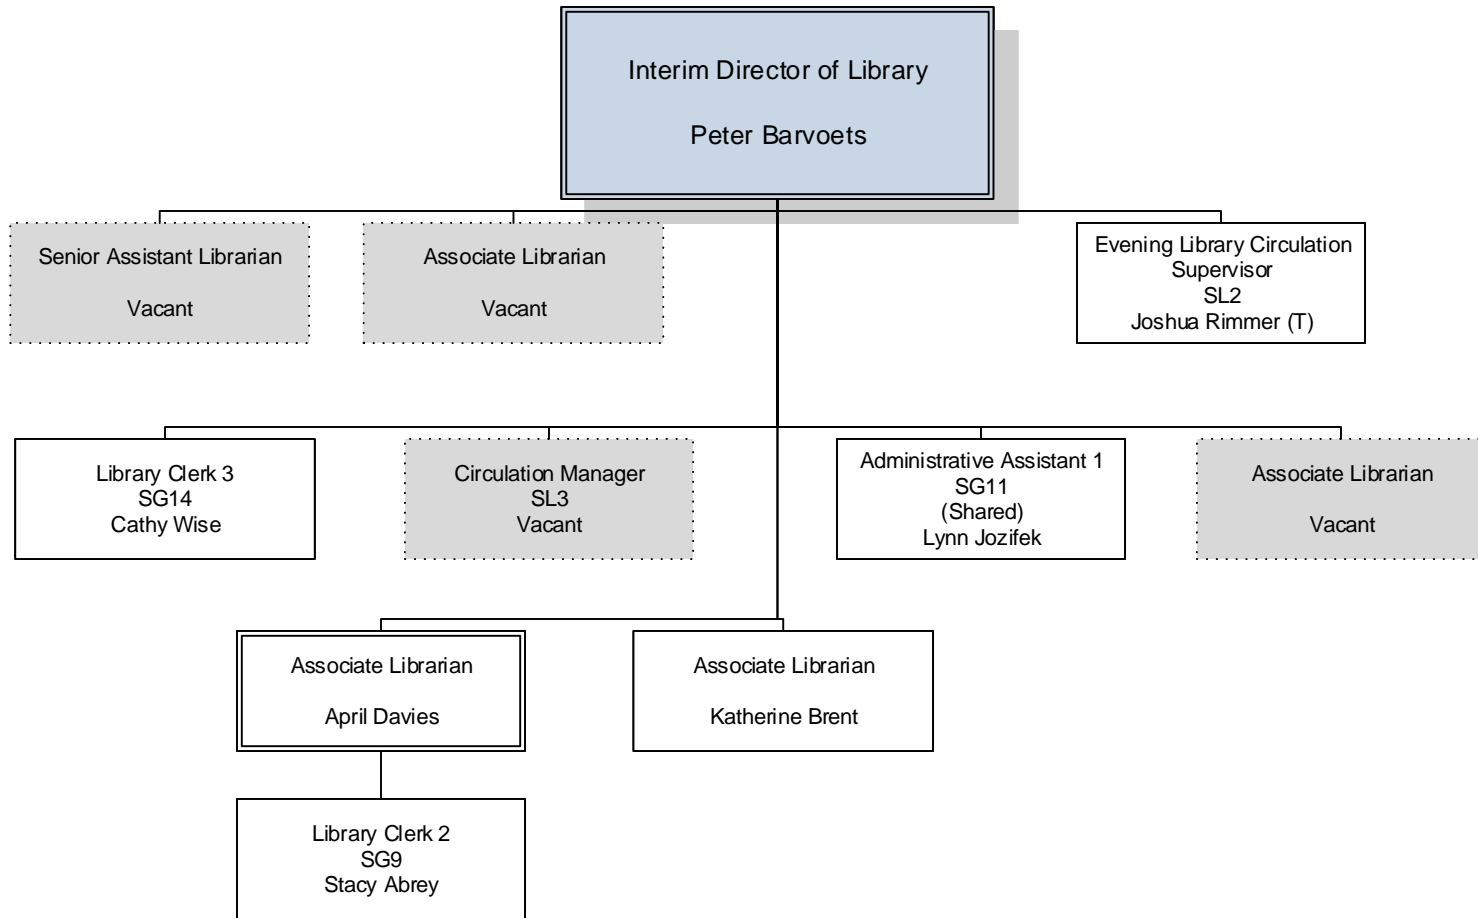 Interim Director of Library
Peter Barvoets
Senior Assistant Librarian
Vacant
Associate Librarian
Vacant
Evening Library Circulation
Supervisor
SL2
Joshua Rimmer (T)
Library Clerk 3
SG14
Cathy Wise
Circulation Manager
SL3
Vacant
Administrative Assistant 1
SG11
(Shared)
Lynn Jozifek
Associate Librarian
Vacant
Associate Librarian
April Davies
Associate Librarian
Katherine Brent
Library Clerk 2
SG9
Stacy Abrey